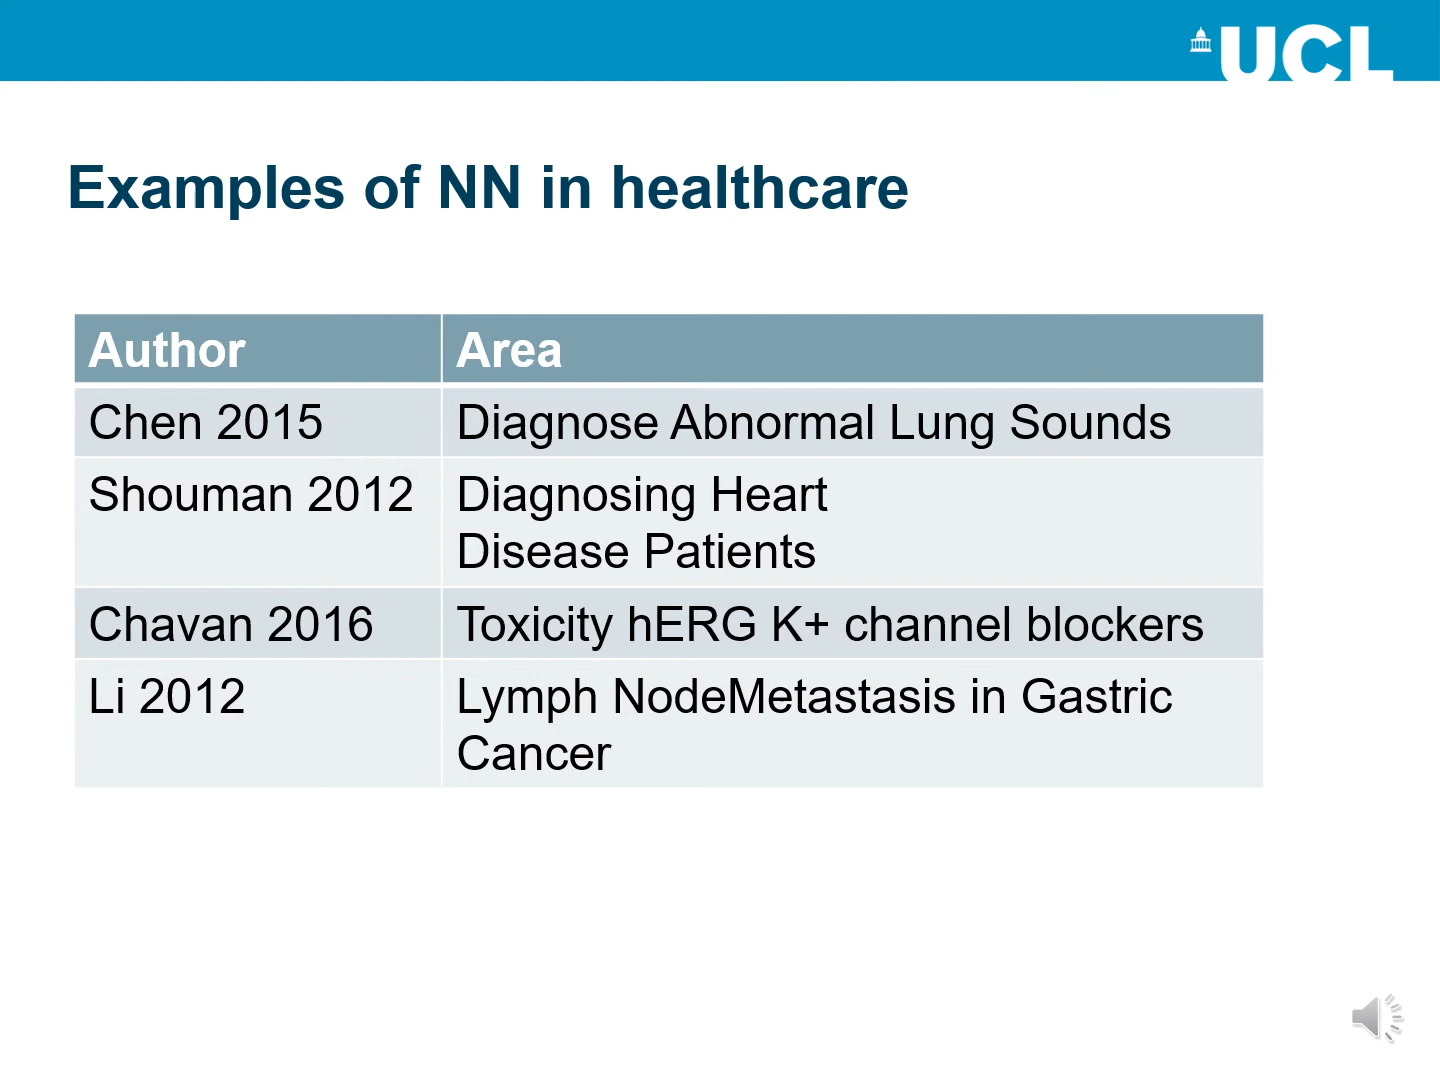 UCL
Examples of NN in healthcare
Author Area
Chen 2015 Diagnose Abnormal Lung Sounds
Shouman 2012 Diagnosing Heart
Disease Patients
Chavan 2016 Toxicity hERG K+ channel blockers
Li 2012 Lymph NodeMetastasis in Gastric
Cancer